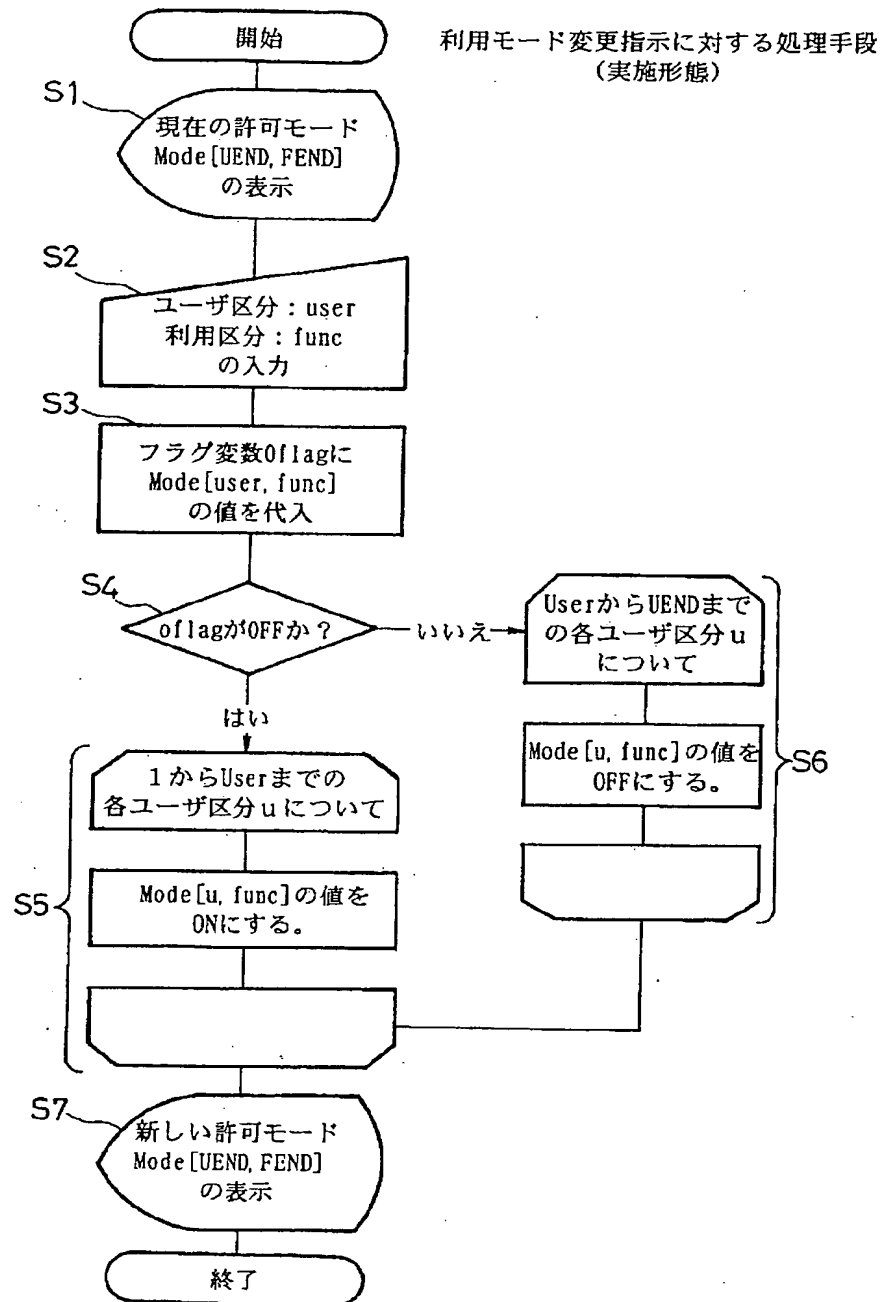 開始
利用モード変更指示に対する処理手段
(実施形態)
S1
現在の許可モード
Mode[UEND, FEND]
の表示
S2
ユーザ区分：user
利用区分：func
の入力
S3
フラグ変数Oflagに
Mode[user, func]
の値を代入
S4
oflagがOFFか？
いいえ
はい
UserからUENDまで
の各ユーザ区分u
について
Mode[u, func]の値を
OFFにする。
S6
S5
１からUserまでの
各ユーザ区分uについて
Mode[u, func]の値を
ONにする。
S7
新しい許可モード
Mode[UEND, FEND]
の表示
終了